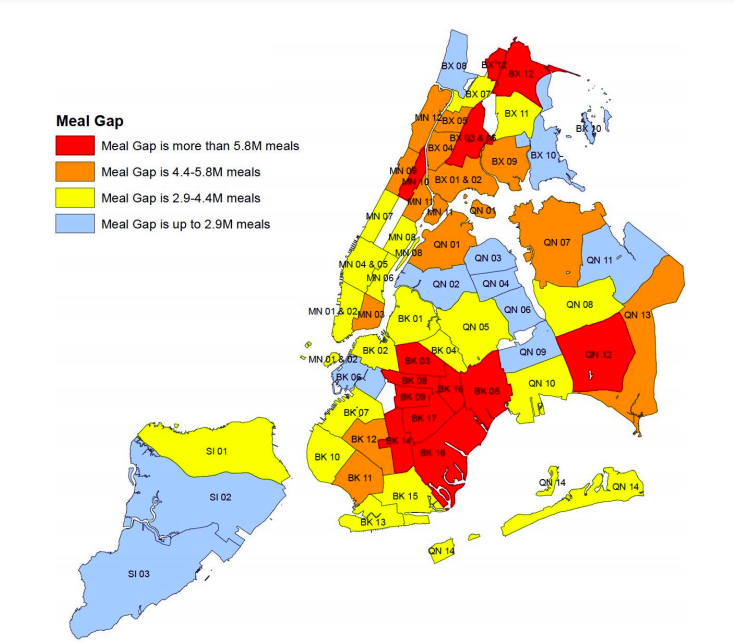 BX 08
BX 12
BX 12
BX 07
Meal Gap
Meal Gap is more than 5.8M meals
Meal Gap is 4.4-5.8M meals
Meal Gap is 2.9-4.4M meals
Meal Gap is up to 2.9M meals
MN 12
BX 05
BX 11
BX 10
BX 03 & 06
BX 04
BX 10
BX 09
MN 09
MN 10
BX 01 & 02
MN 11
MN 11
QN 01
MN 07
MN 08
QN 01
QN 07
MN 08
QN 03
QN 11
MN 04 & 05
MN 06
QN 02
QN 04
QN 08
MN 01 & 02
MN 03
BK 01
QN 06
QN 13
QN 05
BK 02
BK 04
QN 09
QN 12
MN 01 & 02
BK 03
BK 06
BK 08
BK 16
BK 05
QN 10
BK 09
BK 07
BK 17
BK 12
BK 14
SI 01
BK 10
BK 18
BK 11
QN 14
QN 14
SI 02
BK 15
BK 13
QN 14
SI 03